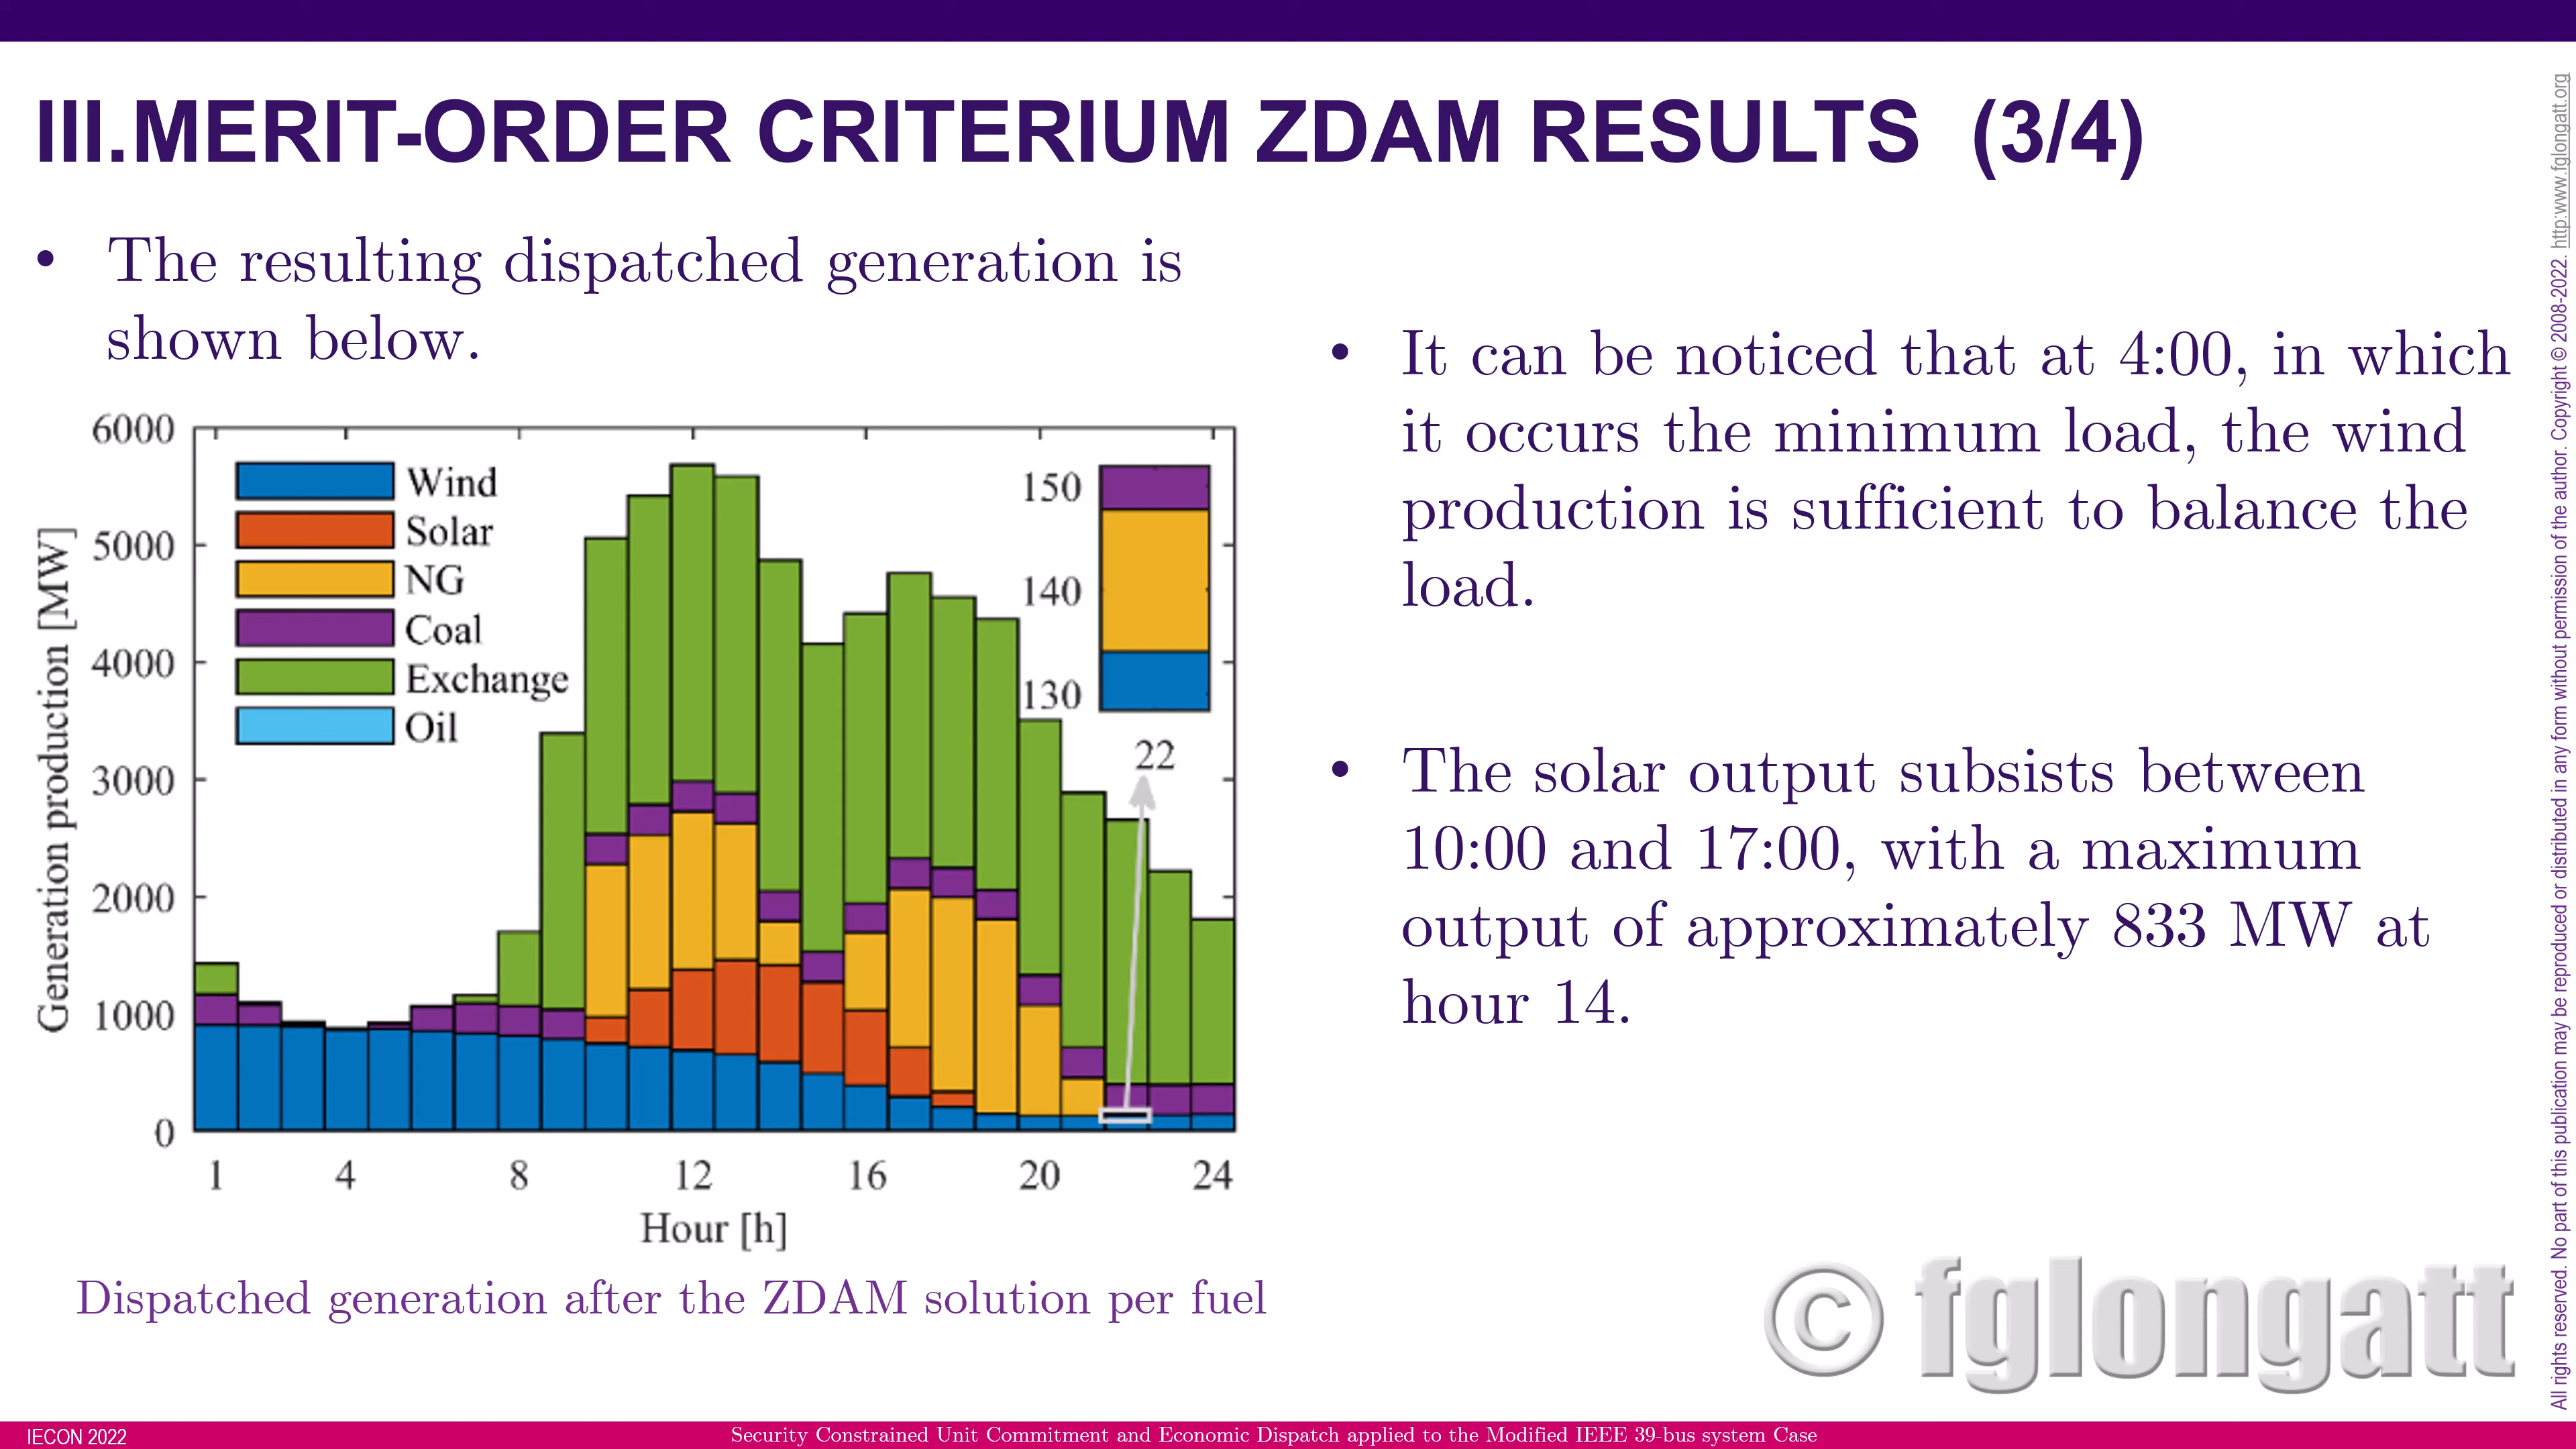 III.MERIT-ORDER CRITERIUM ZDAM RESULTS (3/4)
• The resulting dispatched generation is
shown below.
6000
5000
4000
3000
2000
1000
0
Generation production [MW]
Wind
Solar
NG
Coal
Exchange
Oil
150
140
130
22
1
4
8
12
16
20
24
Hour [h]
Dispatched generation after the ZDAM solution per fuel
• It can be noticed that at 4:00, in which
it occurs the minimum load, the wind
production is sufficient to balance the
load.
• The solar output subsists between
10:00 and 17:00, with a maximum
output of approximately 833 MW at
hour 14.
© fglongatt
All rights reserved. No part of this publication may be reproduced or distributed in any form without permission of the author. Copyright © 2008-2022. http:www.fglongatt.org
IECON 2022
Security Constrained Unit Commitment and Economic Dispatch applied to the Modified IEEE 39-bus system Case